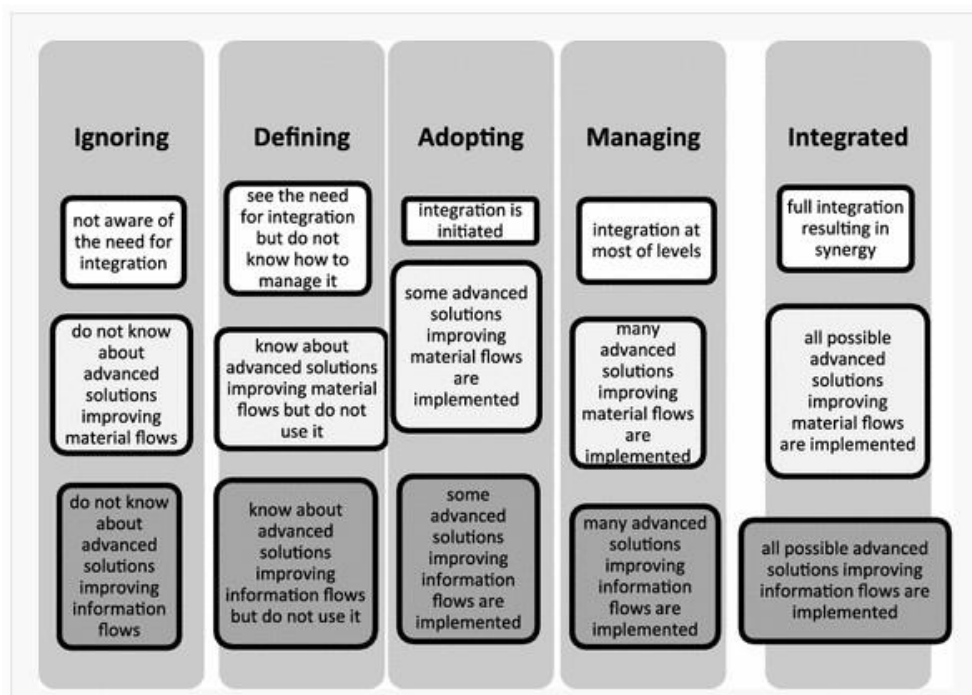 Ignoring
not aware of
the need for
integration
do not know
about
advanced
solutions
improving
material flows
do not know
about
advanced
solutions
improving
information
flows
Defining
see the need
for integration
but do not
know how to
manage it
know about
advanced solutions
improving material
flows but do not
use it
know about
advanced
solutions
improving
information flows
but do not use it
Adopting
integration is
initiated
some advanced
solutions
improving
material flows
are
implemented
some
advanced
solutions
improving
information
flows are
implemented
Managing
integration at
most of levels
many
advanced
solutions
improving
material flows
are
implemented
many advanced
solutions
improving
information
flows are
implemented
Integrated
full integration
resulting in
synergy
all possible
advanced
solutions
improving
material flows
are implemented
all possible advanced
solutions improving
information flows are
implemented